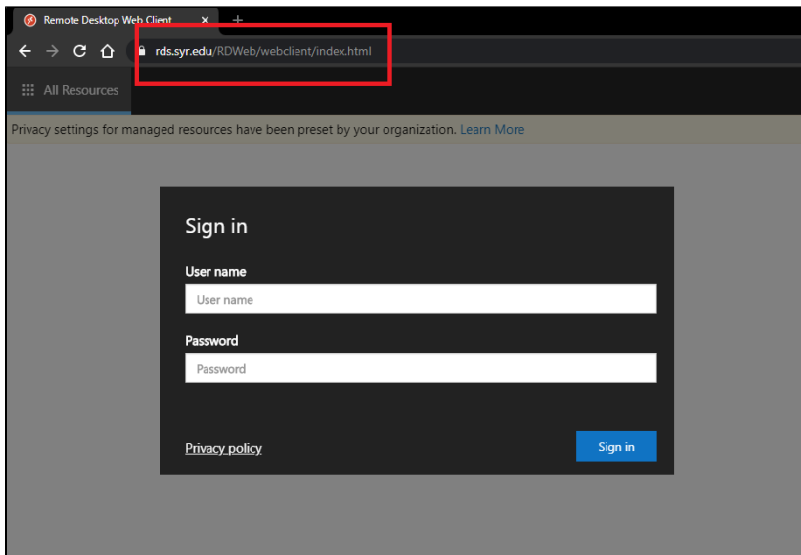 Remote Desktop Web Client
rds.syr.edu/RDWeb/webclient/index.html
All Resources
Privacy settings for managed resources have been preset by your organization. Learn More
Sign in
User name
User name
Password
Password
Privacy policy
Sign in